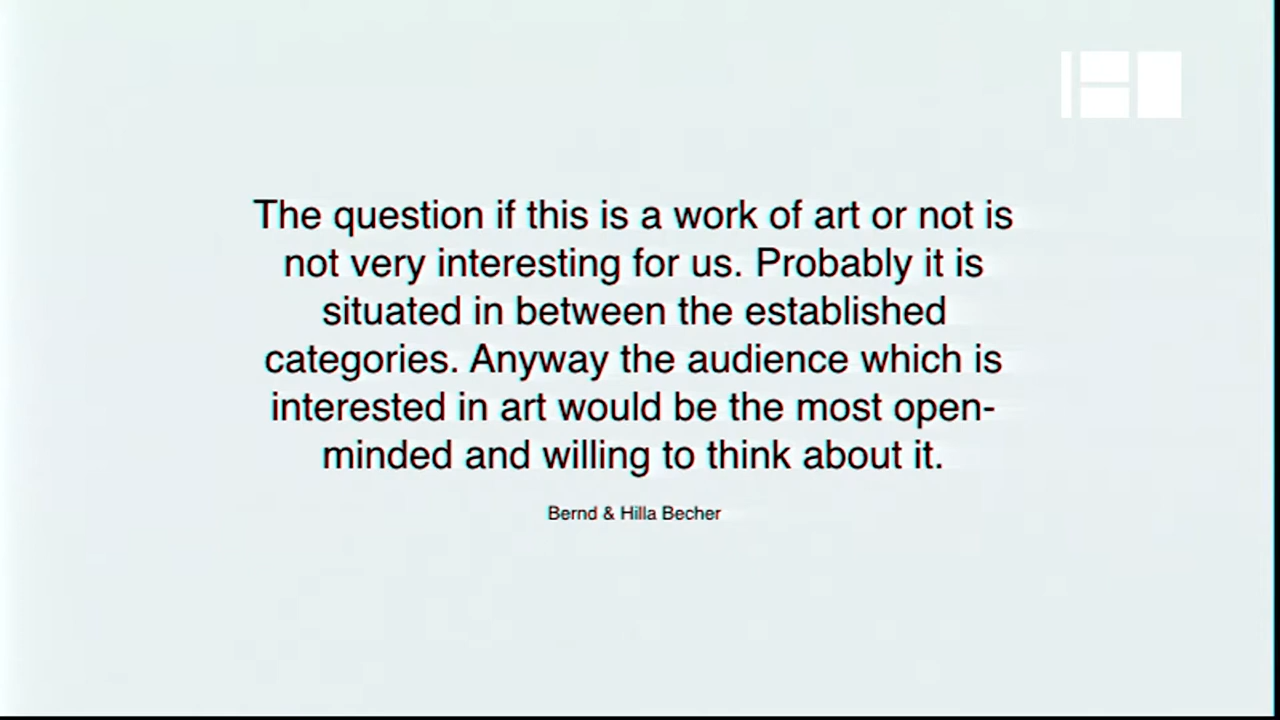 The question if this is a work of art or not is
not very interesting for us. Probably it is
situated in between the established
categories. Anyway the audience which is
interested in art would be the most open-
minded and willing to think about it.
Bernd & Hilla Becher